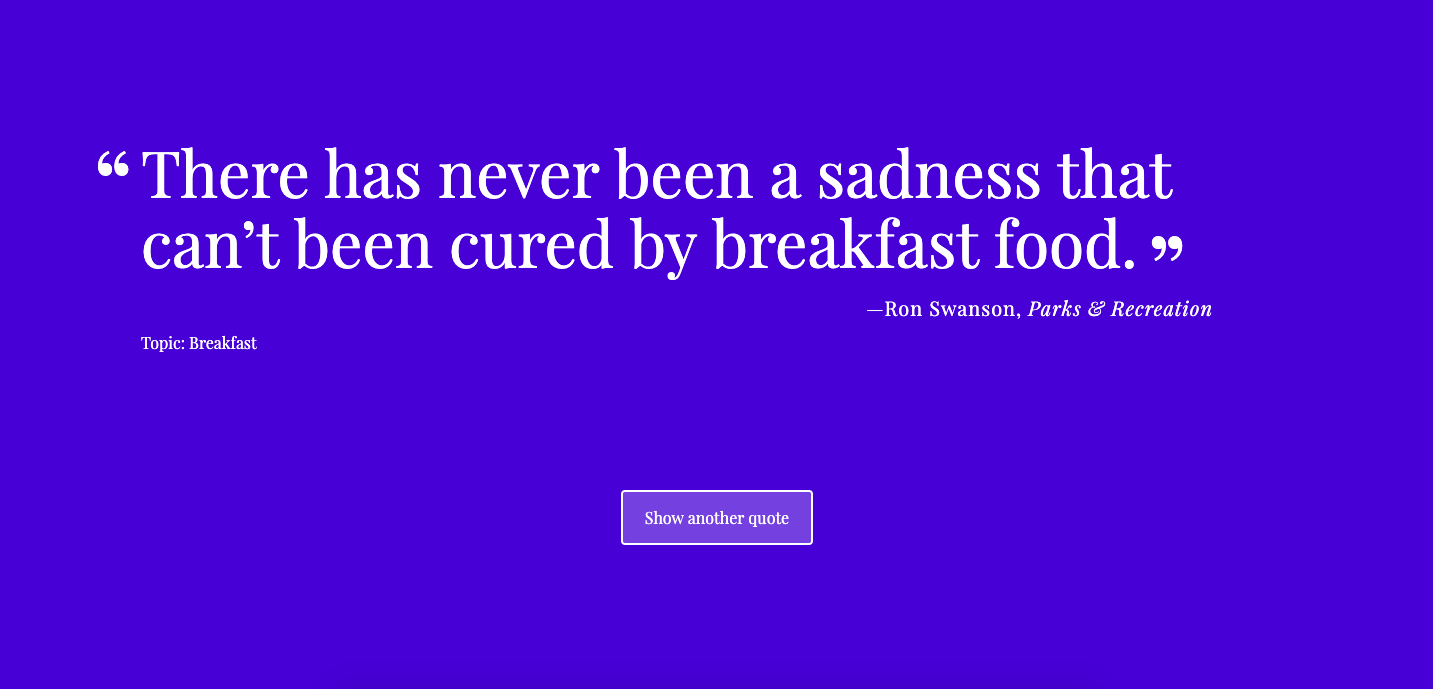 “ There has never been a sadness that
can’t been cured by breakfast food. ”
—Ron Swanson, Parks & Recreation
Topic: Breakfast
Show another quote